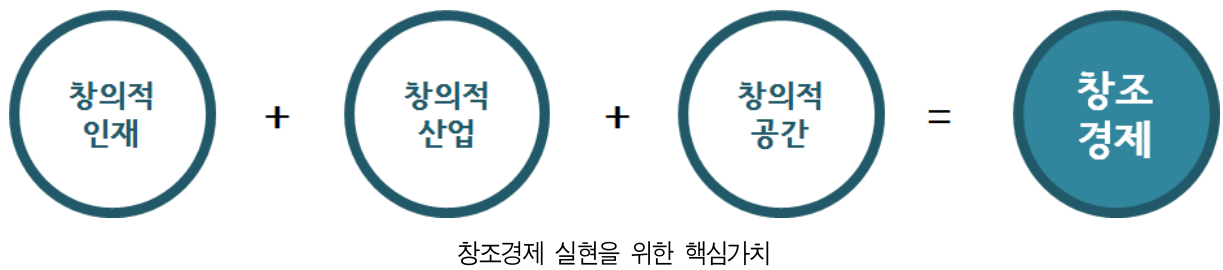 창의적
인재
+
창의적
산업
+
창의적
공간
=
창조
경제
창조경제 실현을 위한 핵심가치